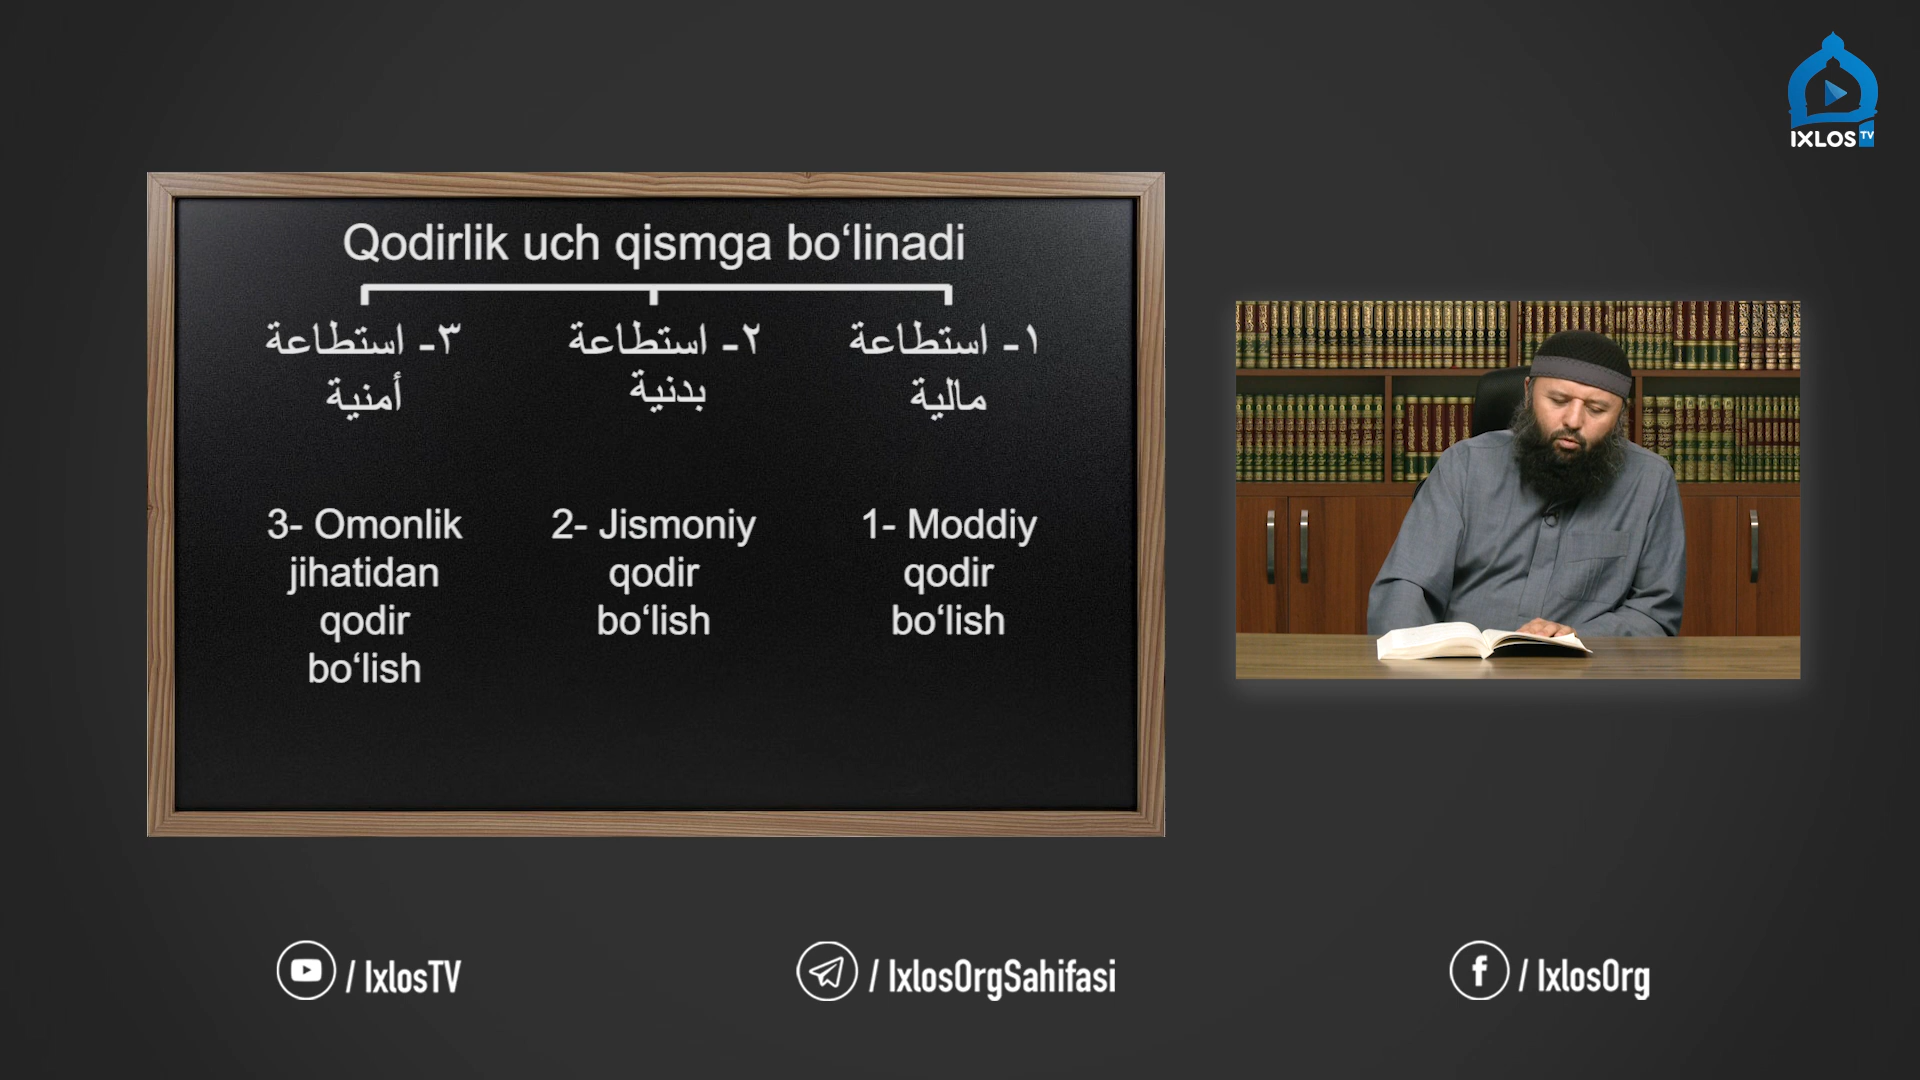 IXLOS TV
Qodirlik uch qismga bo‘linadi
١- استطاعة
مالية
٢- استطاعة
بدنية
٣- استطاعة
أمنية
1- Moddiy
qodir
bo‘lish
2- Jismoniy
qodir
bo‘lish
3- Omonlik
jihatidan
qodir
bo‘lish
/ IxlosTV
/ IxlosOrgSahifasi
/ IxlosOrg